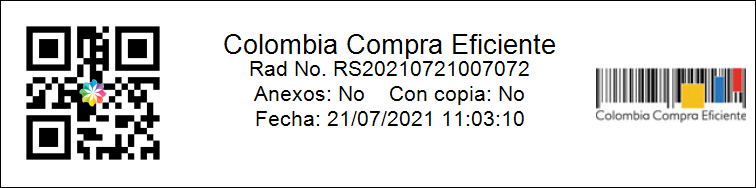 Colombia Compra Eficiente
Rad No. RS20210721007072
Anexos: No    Con copia: No
Fecha: 21/07/2021 11:03:10
Colombia Compra Eficiente